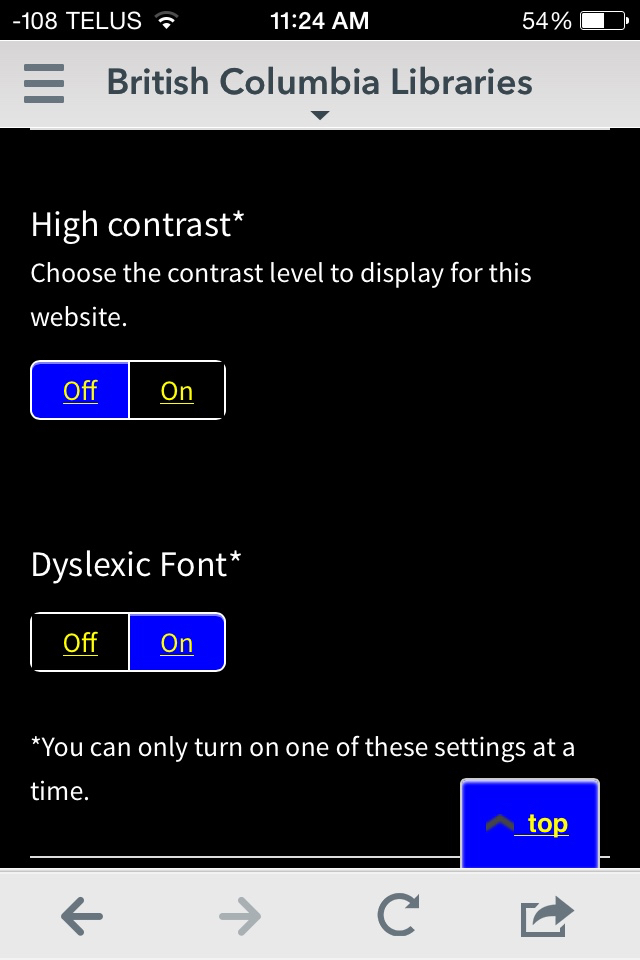 -108 TELUS 11:24 AM 54%
British Columbia Libraries
High contrast*
Choose the contrast level to display for this
website.
Off On
Dyslexic Font*
Off On
*You can only turn on one of these settings at a
time.
top